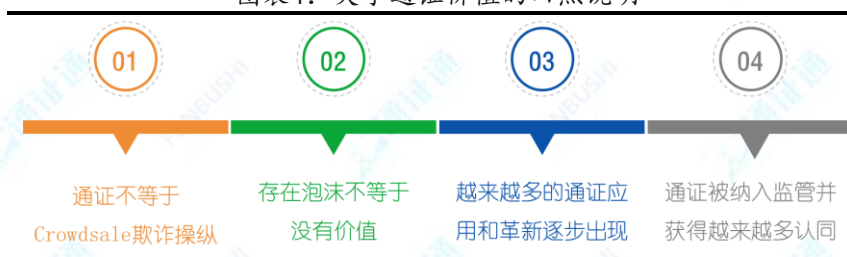 01
02
03
04
通证不等于
Crowdsale欺诈操纵
存在泡沫不等于
没有价值
越来越多的通证应
用和革新逐步出现
通证被纳入监管并
获得越来越多认同